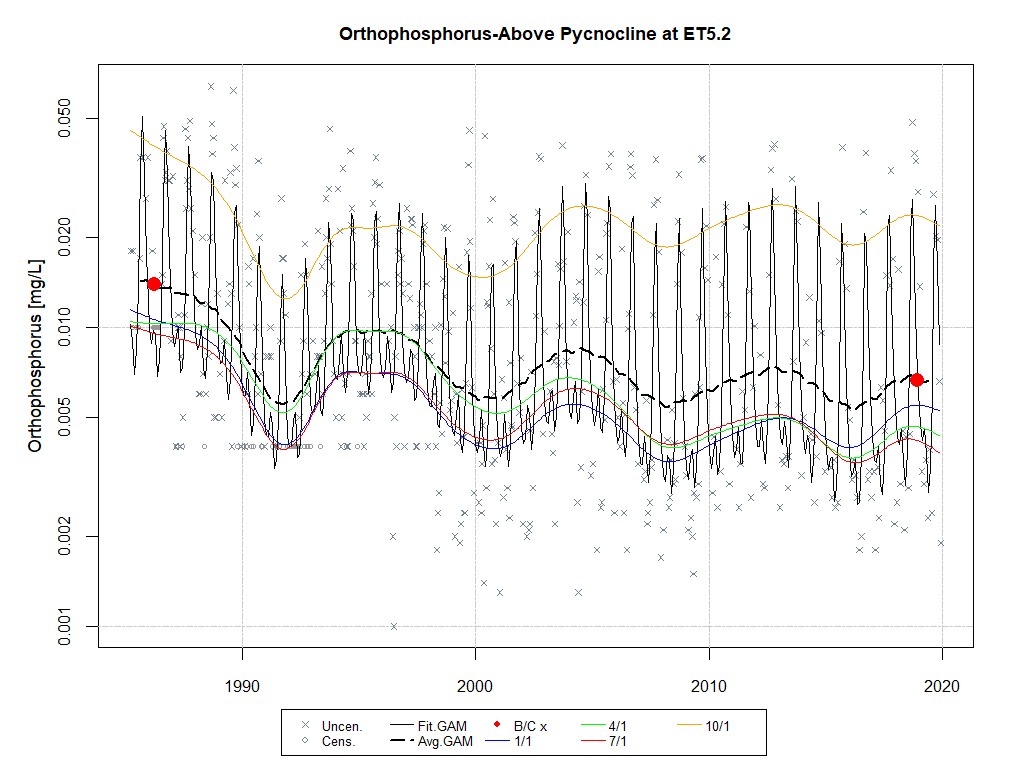 Orthophosphorus-Above Pycnocline at ET5.2
Orthophosphorus [mg/L]
0.050
0.020
0.010
0.005
0.002
0.001
1990 2000 2010 2020
Uncen. Fit.GAM B/C x 4/1 10/1
Cens. Avg.GAM 1/1 7/1